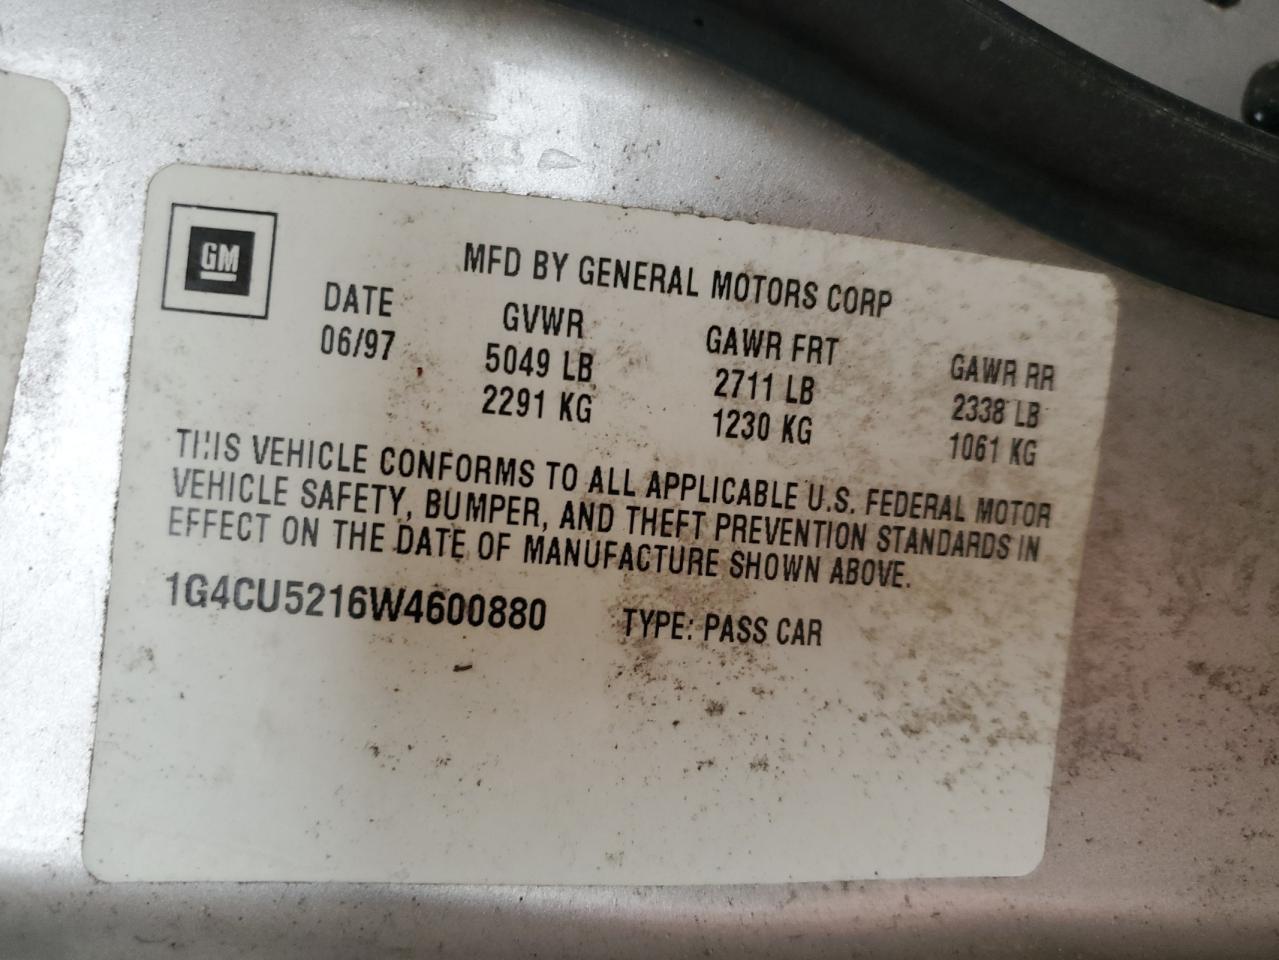 GM
MFD BY GENERAL MOTORS CORP
DATE GVWR GAWR FRT GAWR RR
06/97 5049 LB 2711 LB 2338 LB
2291 KG 1230 KG 1061 KG
THIS VEHICLE CONFORMS TO ALL APPLICABLE U.S. FEDERAL MOTOR
VEHICLE SAFETY, BUMPER, AND THEFT PREVENTION STANDARDS IN
EFFECT ON THE DATE OF MANUFACTURE SHOWN ABOVE.
1G4CU5216W4600880 TYPE: PASS CAR